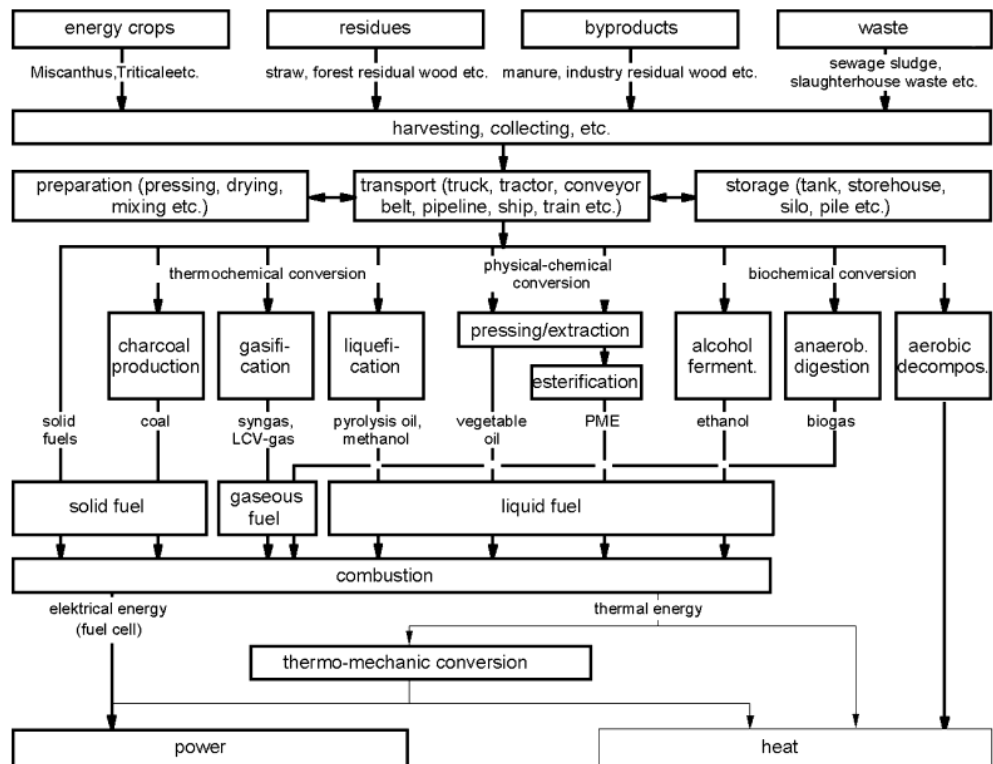 energy crops
residues
byproducts
waste
Miscanthus,Triticaleetc.
straw, forest residual wood etc.
manure, industry residual wood etc.
sewage sludge,
slaughterhouse waste etc.
harvesting, collecting, etc.
preparation (pressing, drying,
mixing etc.)
transport (truck, tractor, conveyor
belt, pipeline, ship, train etc.)
storage (tank, storehouse,
silo, pile etc.)
thermochemical conversion
physical-chemical
conversion
biochemical conversion
charcoal
production
gasifi-
cation
liquefi-
cation
pressing/extraction
esterification
alcohol
ferment.
anaerob.
digestion
aerobic
decompos.
solid
fuels
coal
syngas,
LCV-gas
pyrolysis oil,
methanol
vegetable
oil
PME
ethanol
biogas
solid fuel
gaseous
fuel
liquid fuel
combustion
elektrical energy
(fuel cell)
thermal energy
thermo-mechanic conversion
power
heat